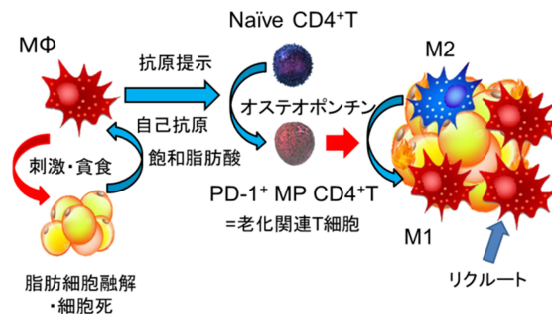 Naïve CD4+T
MΦ
抗原提示
M2
自己抗原
オステオポンチン
飽和脂肪酸
刺激・貪食
PD-1+ MP CD4+T
=老化関連T細胞
M1
脂肪細胞融解
・細胞死
リクルート